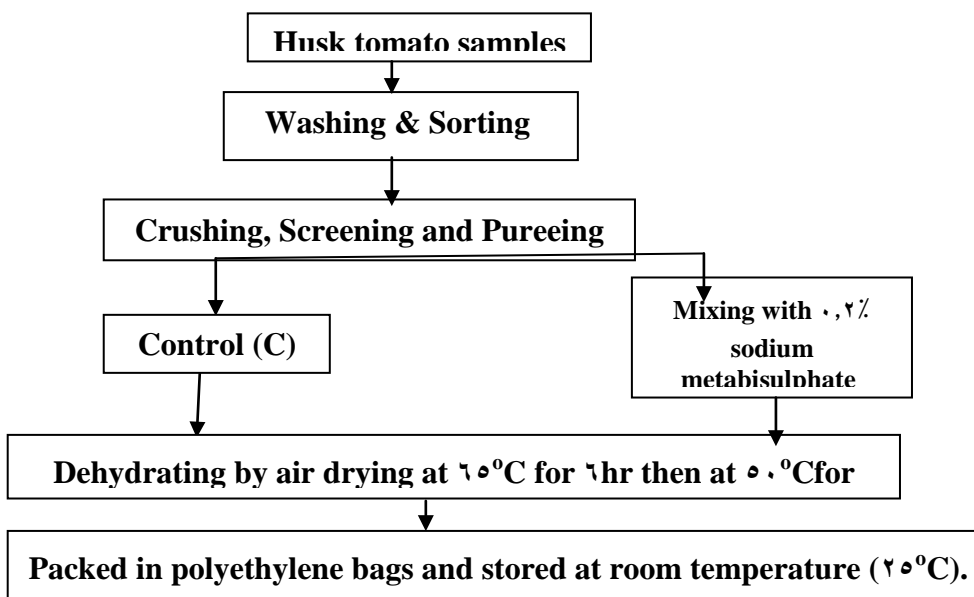 Husk tomato samples
Washing & Sorting
Crushing, Screening and Pureeing
Control (C)
Mixing with ٠,٢٪
sodium
metabisulphate
Dehydrating by air drying at ٦٥°C for ٦hr then at ٥٠°Cfor
Packed in polyethylene bags and stored at room temperature (٢٥°C).